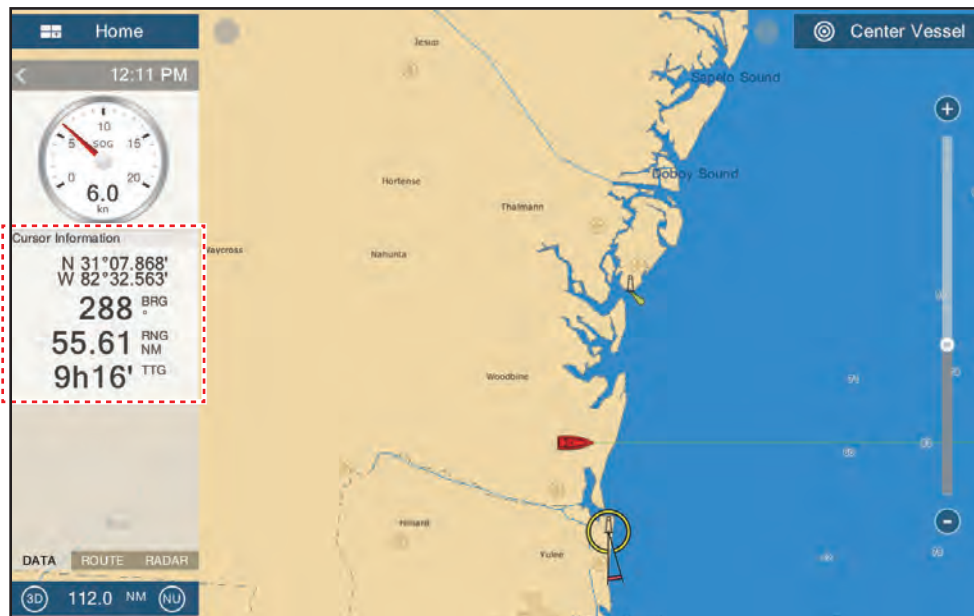 Home
Center Vessel
12:11 PM
10
5
SOG
15
0
20
6.0
kn
Cursor Information
N 31°07.868'
W 82°32.563'
288 ° BRG
55.61 NM RNG
9h16' TTG
DATA ROUTE RADAR
3D 112.0 NM NU
Jesup
Sapelo Sound
Doboy Sound
Hortense
Thalmann
Nahunta
Woodbine
Hilliard
Yulee
+
-